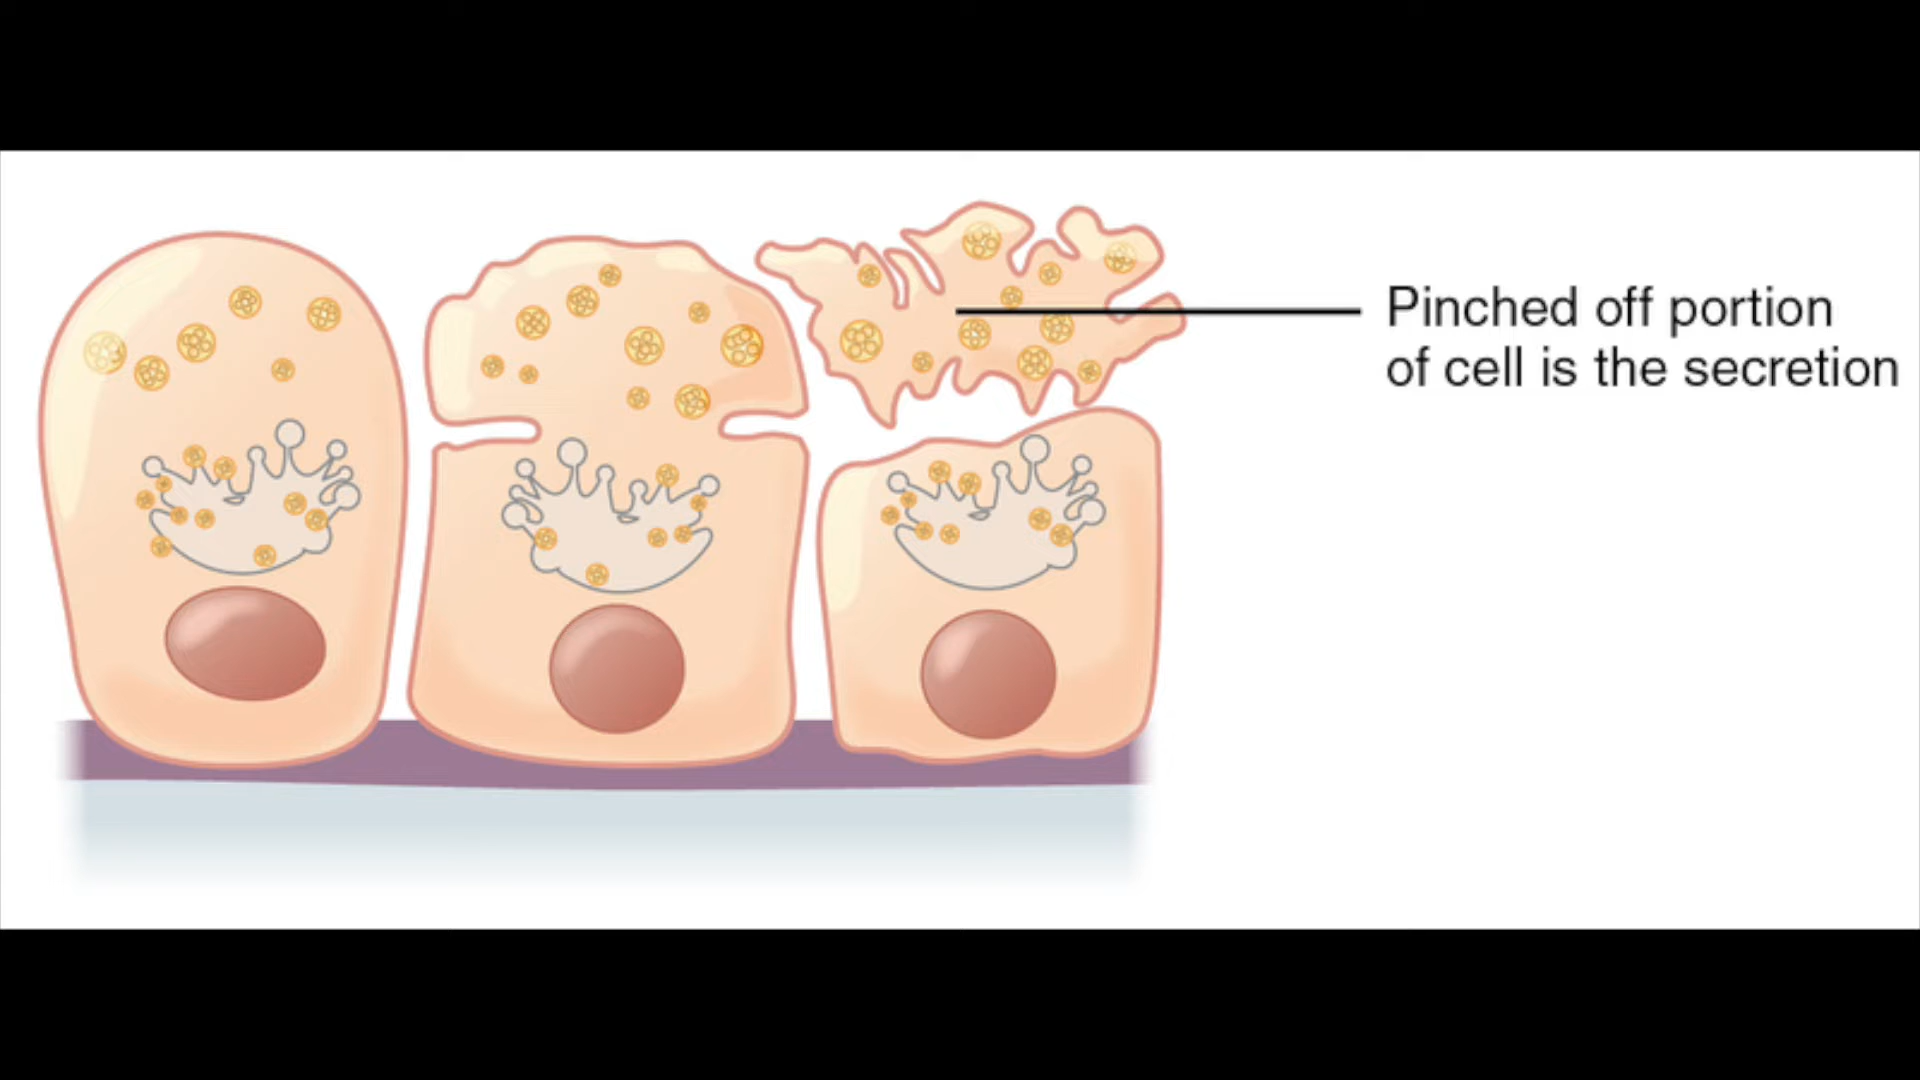 Pinched off portion
of cell is the secretion